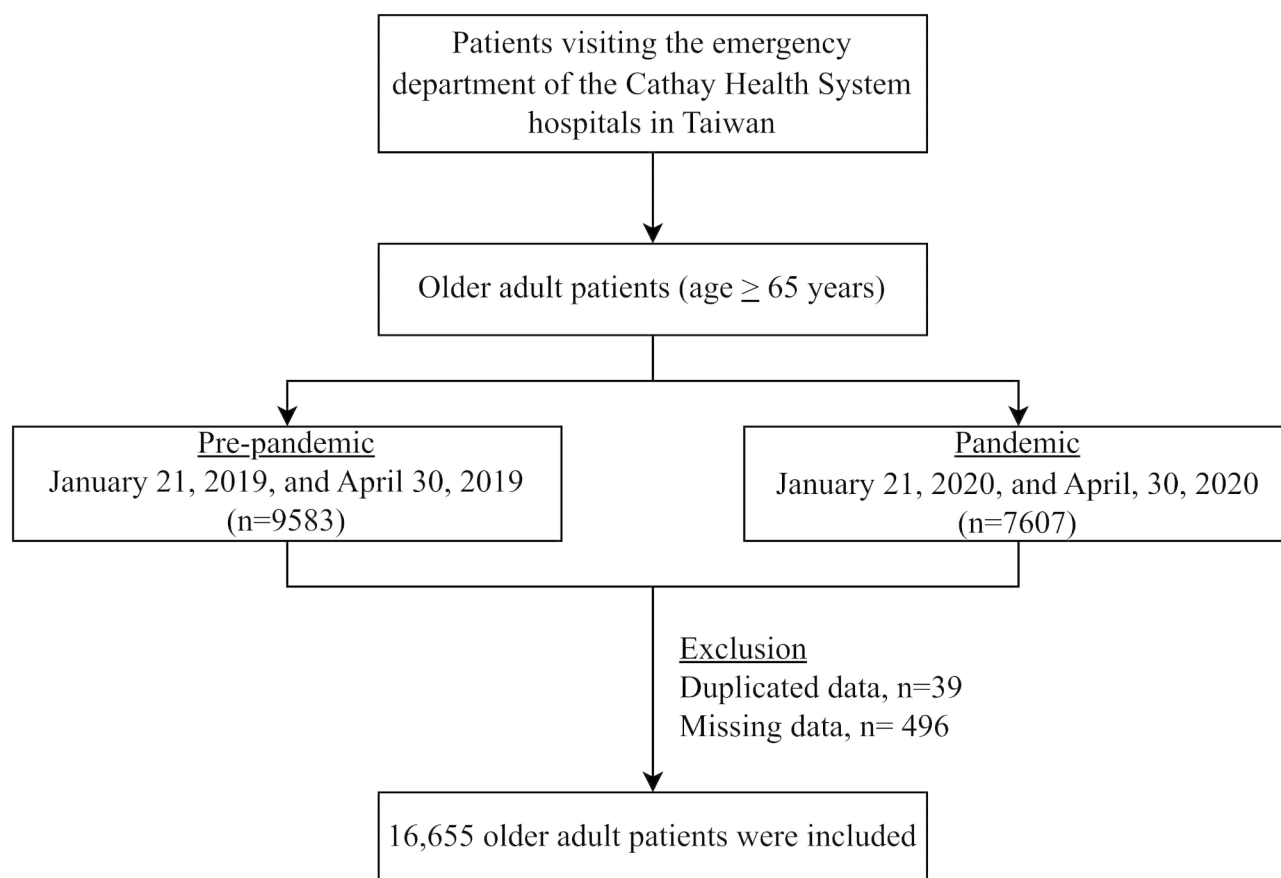 Patients visiting the emergency
department of the Cathay Health System
hospitals in Taiwan
Older adult patients (age ≥ 65 years)
Pre-pandemic
January 21, 2019, and April 30, 2019
(n=9583)
Pandemic
January 21, 2020, and April, 30, 2020
(n=7607)
Exclusion
Duplicated data, n=39
Missing data, n= 496
16,655 older adult patients were included